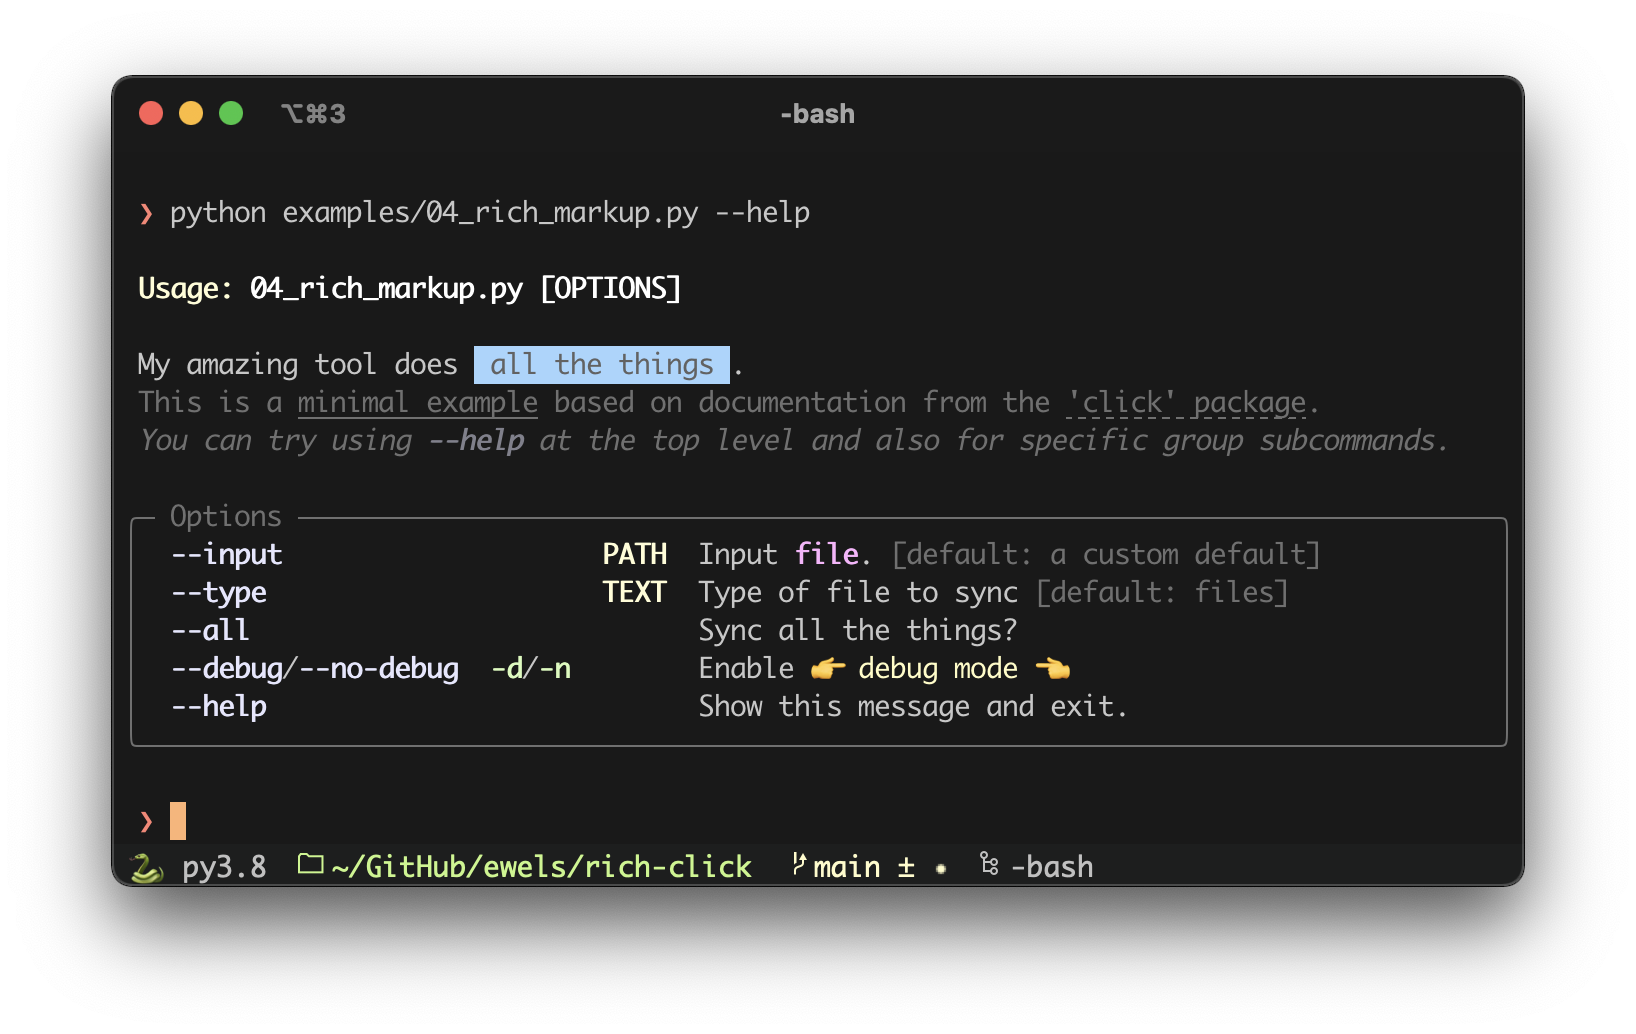 ⌥⌘3 -bash
❯ python examples/04_rich_markup.py --help
Usage: 04_rich_markup.py [OPTIONS]
My amazing tool does all the things .
This is a minimal example based on documentation from the 'click' package.
You can try using --help at the top level and also for specific group subcommands.
Options
--input PATH Input file. [default: a custom default]
--type TEXT Type of file to sync [default: files]
--all Sync all the things?
--debug/--no-debug -d/-n Enable 👉 debug mode 👈
--help Show this message and exit.
❯
🐍 py3.8 ~/GitHub/ewels/rich-click main ± • -bash